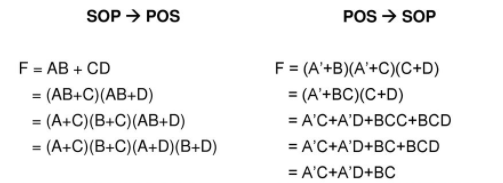 SOP → POS
F = AB + CD
= (AB+C)(AB+D)
= (A+C)(B+C)(AB+D)
= (A+C)(B+C)(A+D)(B+D)
POS → SOP
F = (A’+B)(A’+C)(C+D)
= (A’+BC)(C+D)
= A’C+A’D+BCC+BCD
= A’C+A’D+BC+BCD
= A’C+A’D+BC